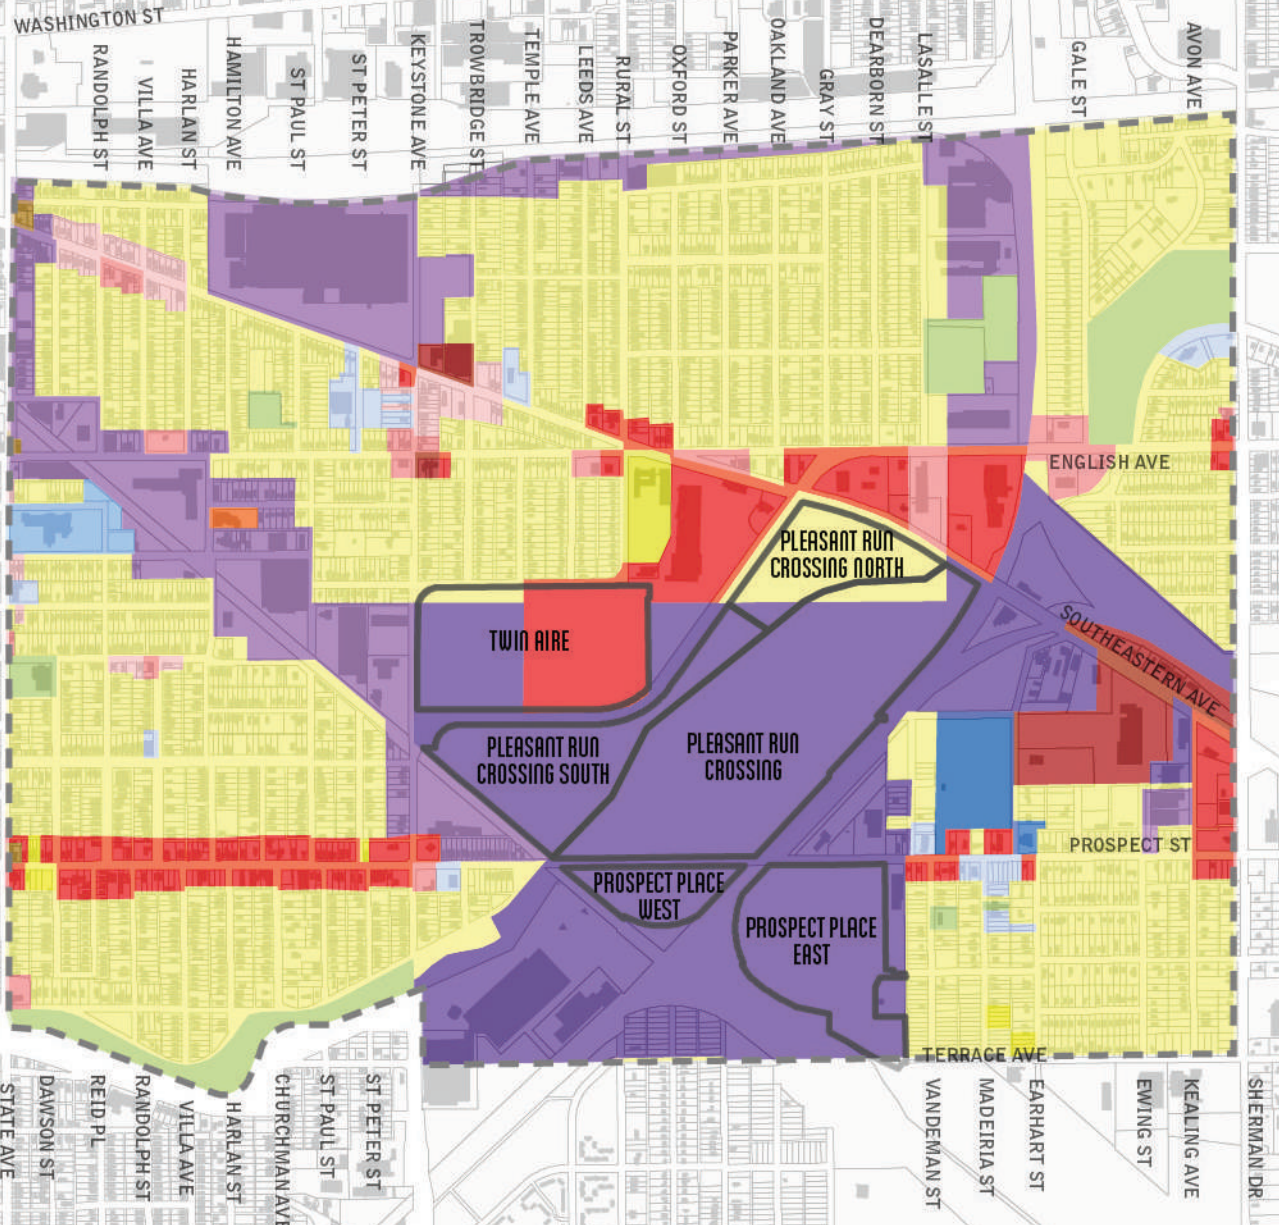 WASHINGTON ST
RANDOLPH ST
VILLA AVE
HARLAN ST
HAMILTON AVE
ST PAUL ST
ST PETER ST
KEYSTONE AVE
TROWBRIDGE ST
TEMPLE AVE
LEEDS AVE
RURAL ST
OXFORD ST
PARKER AVE
OAKLAND AVE
GRAY ST
DEARBORN ST
LASALLE ST
GALE ST
AVON AVE
ENGLISH AVE
PLEASANT RUN
CROSSING NORTH
TWIN AIRE
SOUTHEASTERN AVE
PLEASANT RUN
CROSSING SOUTH
PLEASANT RUN
CROSSING
PROSPECT ST
PROSPECT PLACE
WEST
PROSPECT PLACE
EAST
TERRACE AVE
STATE AVE
DAWSON ST
REID PL
RANDOLPH ST
VILLA AVE
HARLAN ST
CHURCHMAN AVE
ST PAUL ST
ST PETER ST
VANDEMAN ST
MADEIRIA ST
EARHART ST
EWING ST
KEALING AVE
SHERMAN DR